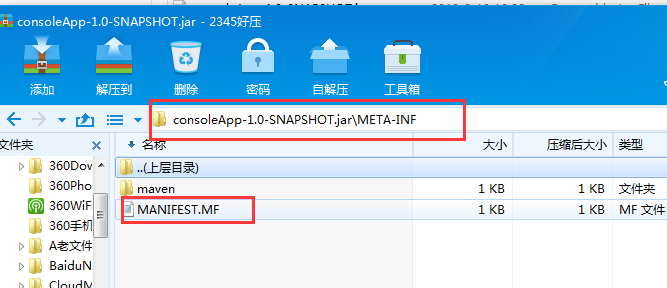 consoleApp-1.0-SNAPSHOT.jar - 2345好压
添加 解压到 删除 密码 自解压 工具箱
consoleApp-1.0-SNAPSHOT.jar\META-INF
文件夹 名称 大小 压缩后大小 类型
360Dow ..(上层目录)
360Pho maven 1 KB 1 KB 文件夹
360WiF MANIFEST.MF 1 KB 1 KB MF 文件
360手机
A老文件
BaiduN
CloudM